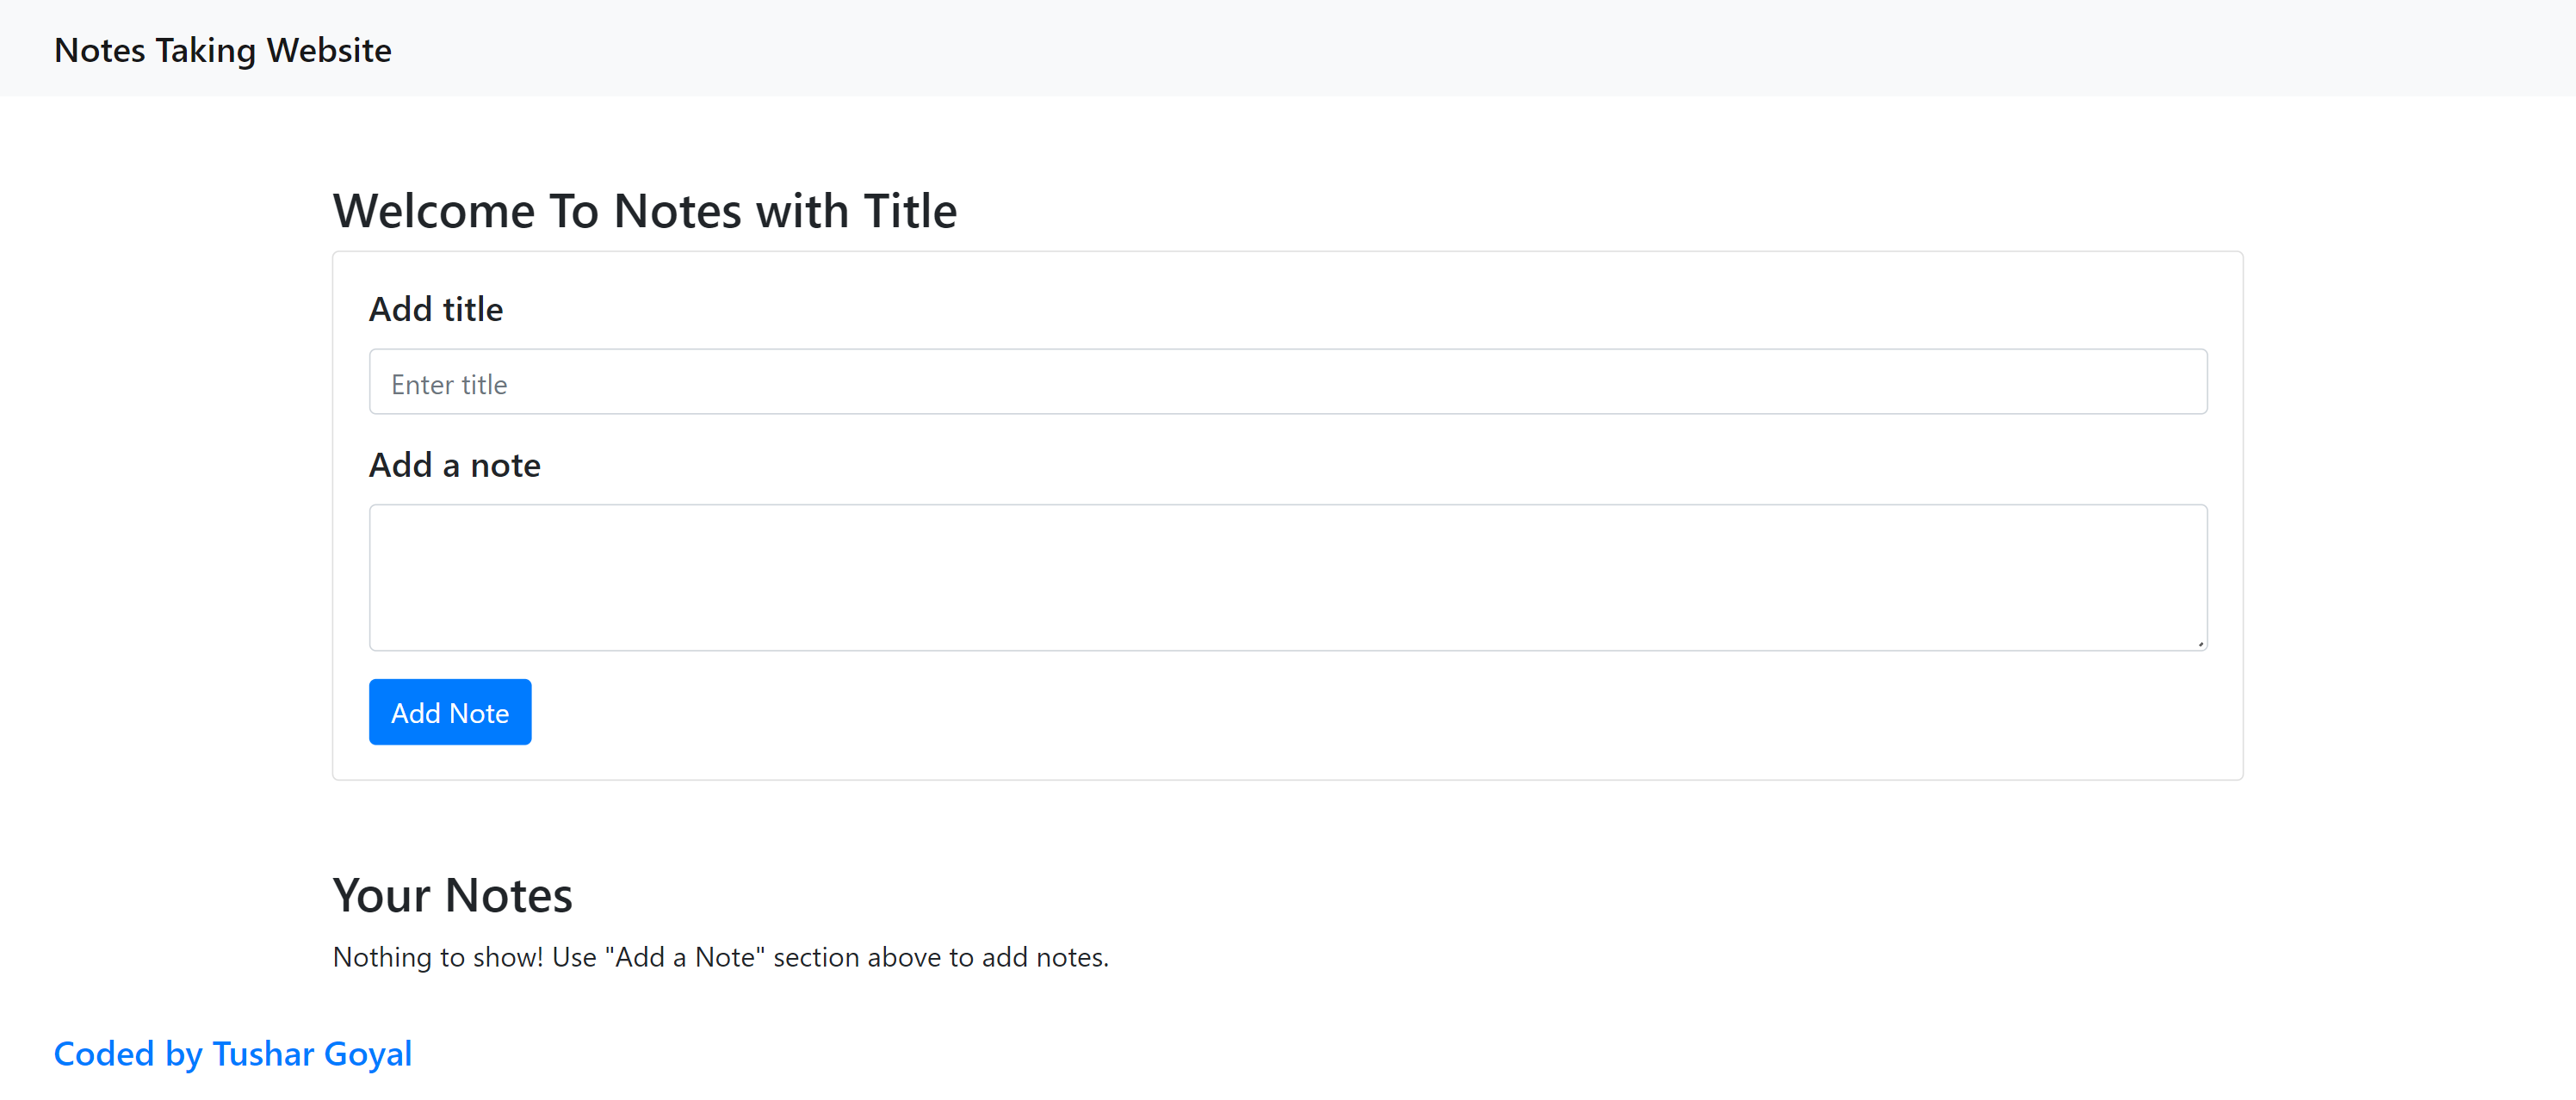 Notes Taking Website
Welcome To Notes with Title
Add title
Enter title
Add a note
Add Note
Your Notes
Nothing to show! Use "Add a Note" section above to add notes.
Coded by Tushar Goyal